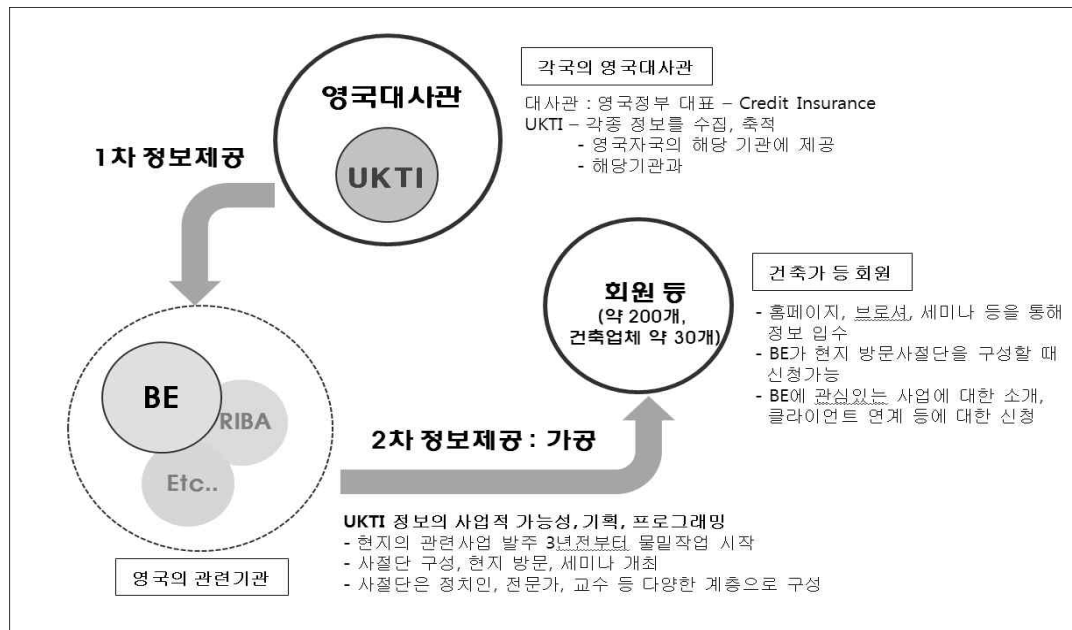 영국대사관
UKTI
각국의 영국대사관
대사관 : 영국정부 대표 – Credit Insurance
UKTI – 각종 정보를 수집, 축적
- 영국자국의 해당 기관에 제공
- 해당기관과
1차 정보제공
회원 등
(약 200개,
건축업체 약 30개)
건축가 등 회원
- 홈페이지, 브로셔, 세미나 등을 통해
정보 입수
- BE가 현지 방문사절단을 구성할 때
신청가능
- BE에 관심있는 사업에 대한 소개,
클라이언트 연계 등에 대한 신청
BE
RIBA
Etc..
영국의 관련기관
2차 정보제공 : 가공
UKTI 정보의 사업적 가능성, 기획, 프로그래밍
- 현지의 관련사업 발주 3년전부터 물밑작업 시작
- 사절단 구성, 현지 방문, 세미나 개최
- 사절단은 정치인, 전문가, 교수 등 다양한 계층으로 구성